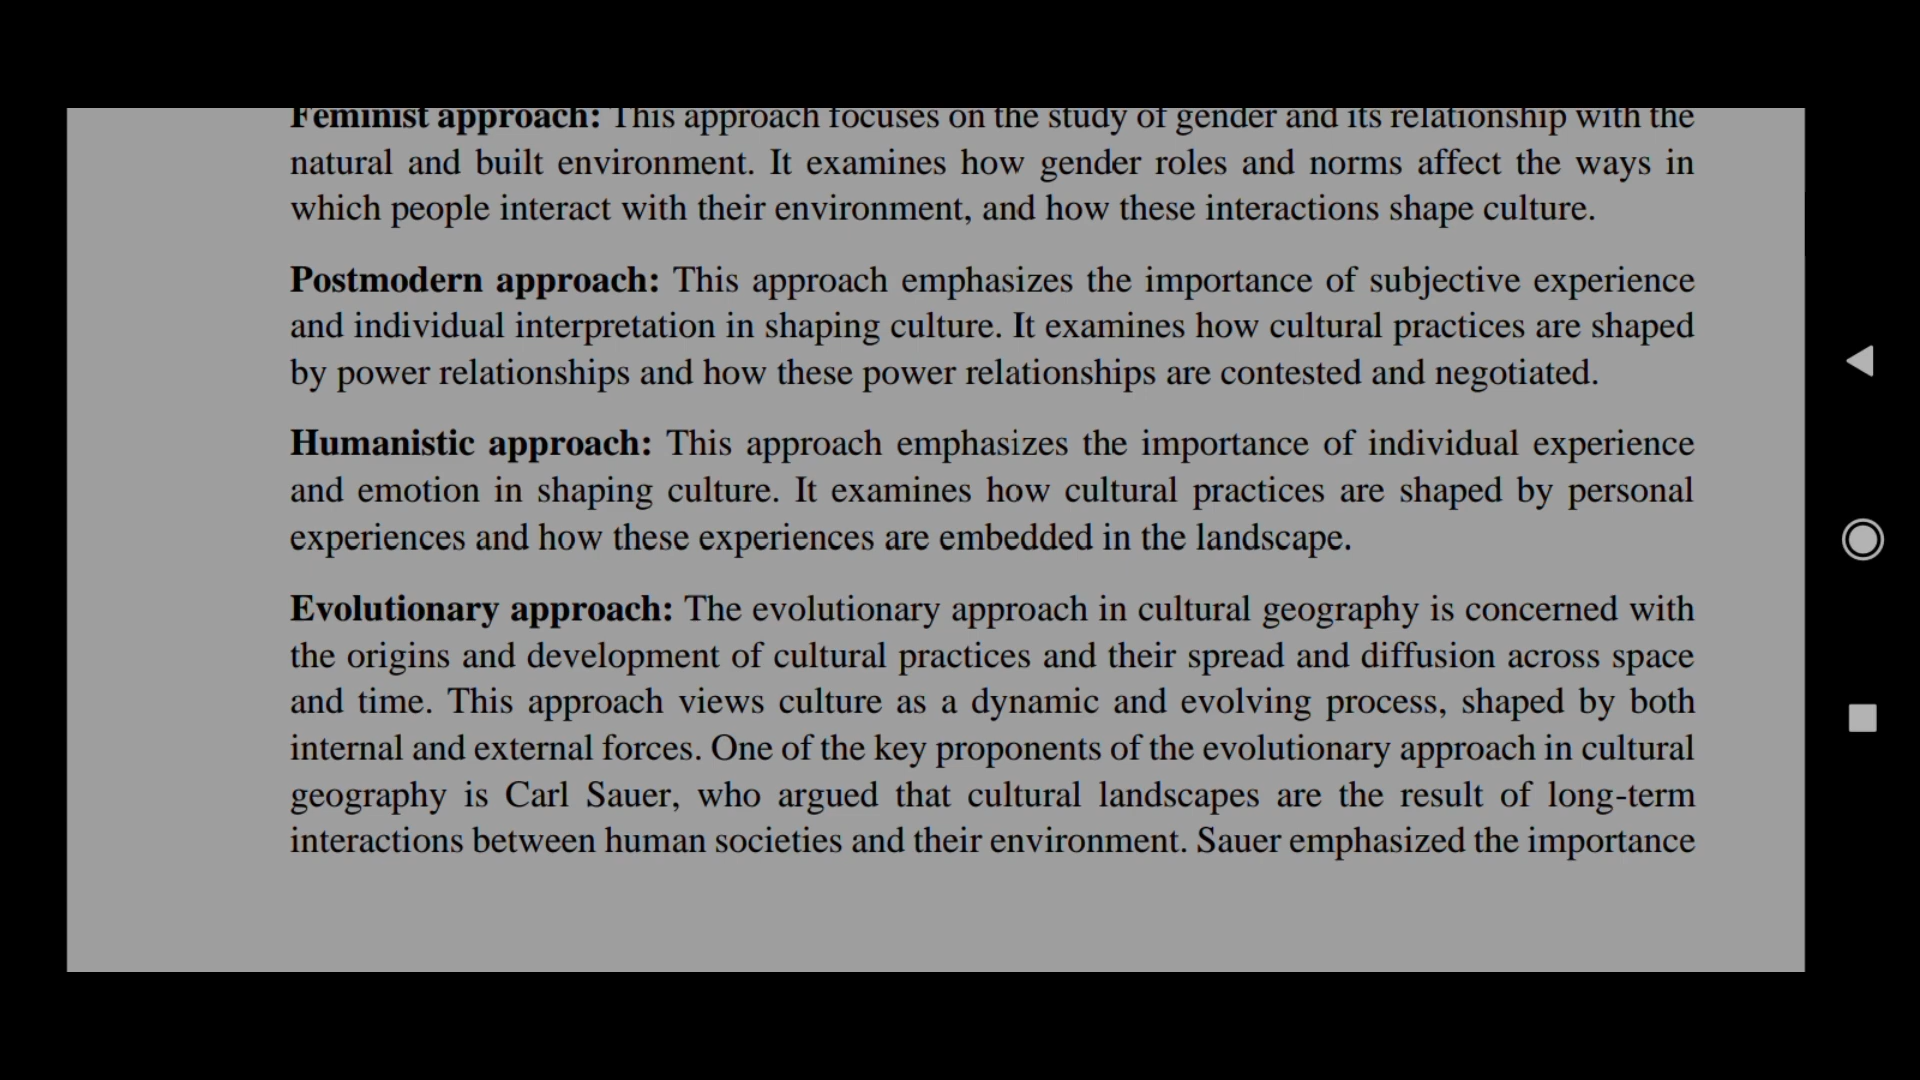 Feminist approach: This approach focuses on the study of gender and its relationship with the
natural and built environment. It examines how gender roles and norms affect the ways in
which people interact with their environment, and how these interactions shape culture.
Postmodern approach: This approach emphasizes the importance of subjective experience
and individual interpretation in shaping culture. It examines how cultural practices are shaped
by power relationships and how these power relationships are contested and negotiated.
Humanistic approach: This approach emphasizes the importance of individual experience
and emotion in shaping culture. It examines how cultural practices are shaped by personal
experiences and how these experiences are embedded in the landscape.
Evolutionary approach: The evolutionary approach in cultural geography is concerned with
the origins and development of cultural practices and their spread and diffusion across space
and time. This approach views culture as a dynamic and evolving process, shaped by both
internal and external forces. One of the key proponents of the evolutionary approach in cultural
geography is Carl Sauer, who argued that cultural landscapes are the result of long-term
interactions between human societies and their environment. Sauer emphasized the importance